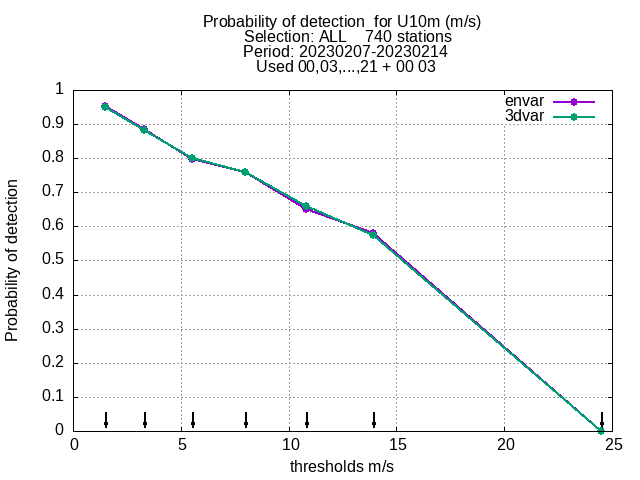 Probability of detection  for U10m (m/s)
Selection: ALL    740 stations
Period: 20230207-20230214
Used 00,03,...,21 + 00 03
envar
3dvar
1
0.9
0.8
0.7
0.6
0.5
0.4
0.3
0.2
0.1
0
Probability of detection
0 5 10 15 20 25
thresholds m/s